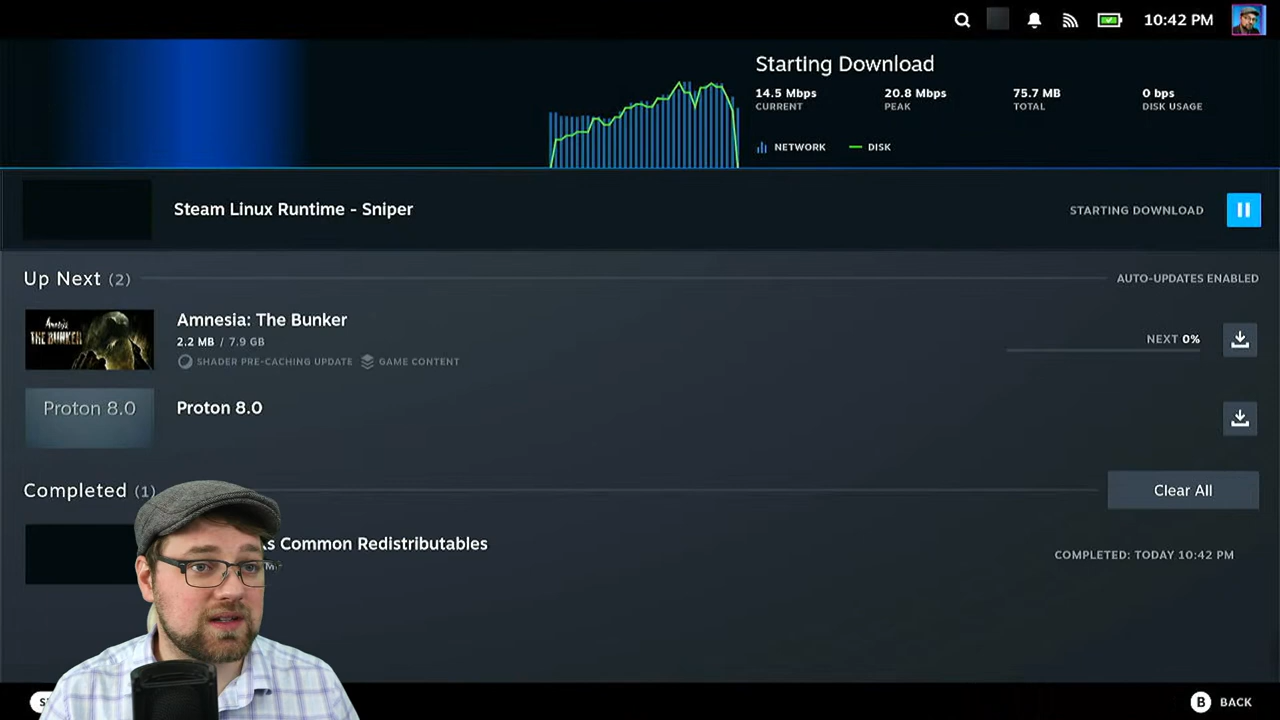 10:42 PM
Starting Download
14.5 Mbps 20.8 Mbps 75.7 MB 0 bps
CURRENT PEAK TOTAL DISK USAGE
NETWORK DISK
Steam Linux Runtime - Sniper
STARTING DOWNLOAD
Up Next (2)
AUTO-UPDATES ENABLED
Amnesia
THE BUNKER
Amnesia: The Bunker
2.2 MB / 7.9 GB
SHADER PRE-CACHING UPDATE GAME CONTENT
NEXT 0%
Proton 8.0
Proton 8.0
Completed (1)
Clear All
Common Redistributables
COMPLETED: TODAY 10:42 PM
B BACK